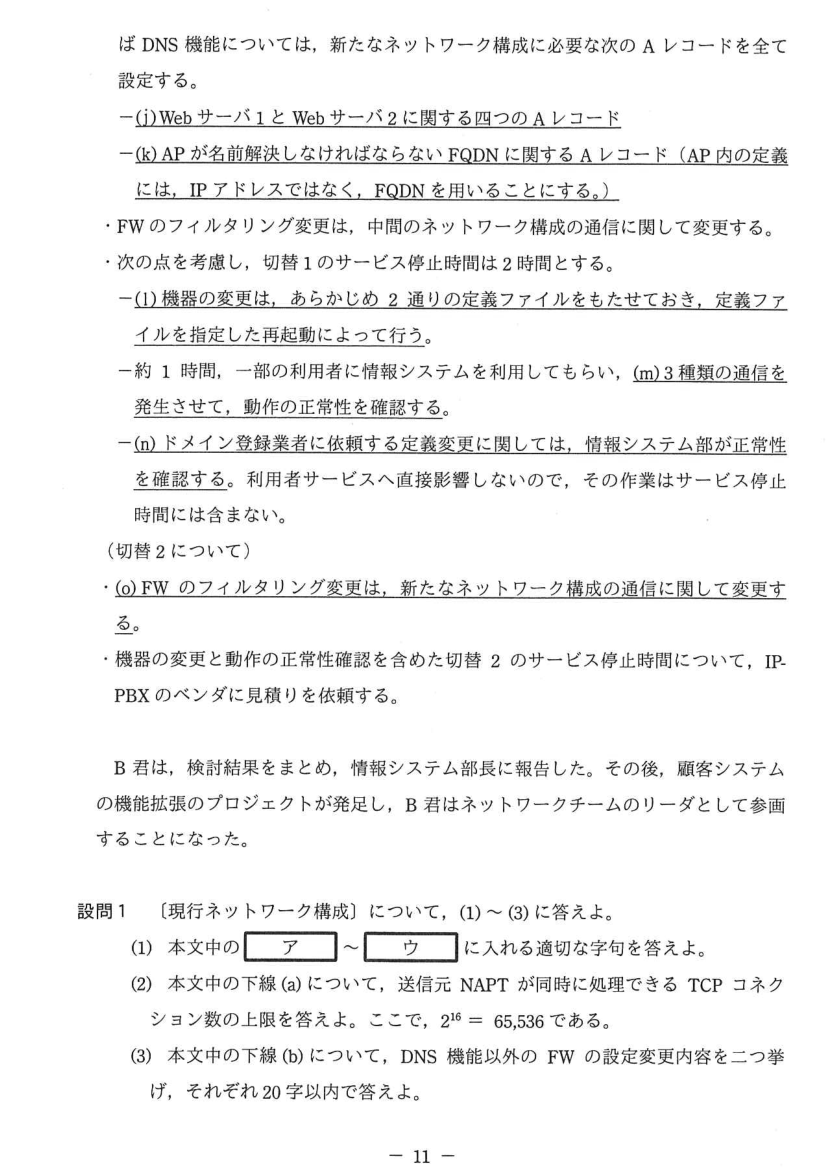 ば DNS 機能については，新たなネットワーク構成に必要な次の A レコードを全て
設定する。
－(j)Web サーバ 1 と Web サーバ 2 に関する四つの A レコード
－(k) AP が名前解決しなければならない FQDN に関する A レコード（AP 内の定義
には，IP アドレスではなく，FQDN を用いることにする。）
・FW のフィルタリング変更は，中間のネットワーク構成の通信に関して変更する。
・次の点を考慮し，切替 1 のサービス停止時間は 2 時間とする。
－(l) 機器の変更は，あらかじめ 2 通りの定義ファイルをもたせておき，定義ファ
イルを指定した再起動によって行う。
－約 1 時間，一部の利用者に情報システムを利用してもらい，(m) 3 種類の通信を
発生させて，動作の正常性を確認する。
－(n) ドメイン登録業者に依頼する定義変更に関しては，情報システム部が正常性
を確認する。利用者サービスへ直接影響しないので，その作業はサービス停止
時間には含まない。
（切替 2 について）
・(o) FW のフィルタリング変更は，新たなネットワーク構成の通信に関して変更す
る。
・機器の変更と動作の正常性確認を含めた切替 2 のサービス停止時間について，IP-
PBX のベンダに見積りを依頼する。
B 君は，検討結果をまとめ，情報システム部長に報告した。その後，顧客システム
の機能拡張のプロジェクトが発足し，B 君はネットワークチームのリーダとして参画
することになった。
設問 1 〔現行ネットワーク構成〕について，(1) ～ (3) に答えよ。
(1) 本文中の ア ～ ウ に入れる適切な字句を答えよ。
(2) 本文中の下線 (a) について，送信元 NAPT が同時に処理できる TCP コネク
ション数の上限を答えよ。ここで，2¹⁶ ＝ 65,536 である。
(3) 本文中の下線 (b) について，DNS 機能以外の FW の設定変更内容を二つ挙
げ，それぞれ 20 字以内で答えよ。
－ 11 －